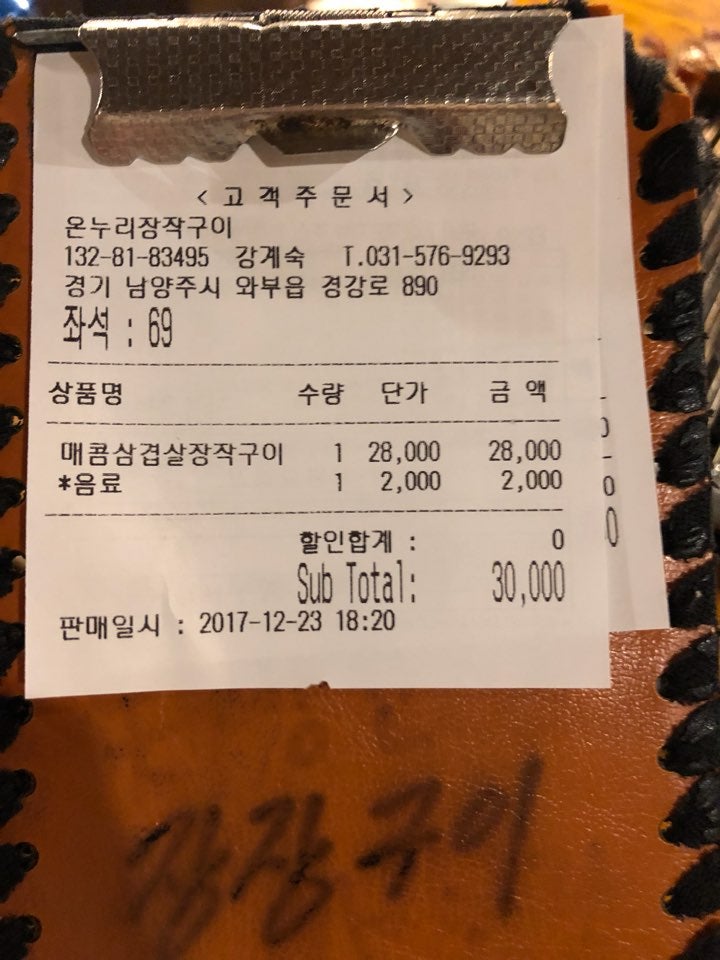 < 고 객 주 문 서 >
온누리장작구이
132-81-83495 강계숙 T.031-576-9293
경기 남양주시 와부읍 경강로 890
좌석 : 69
상품명 수량 단가 금 액
매콤삼겹살장작구이 1 28,000 28,000
*음료 1 2,000 2,000
할인합계 : 0
Sub Total: 30,000
판매일시 : 2017-12-23 18:20
장작구이